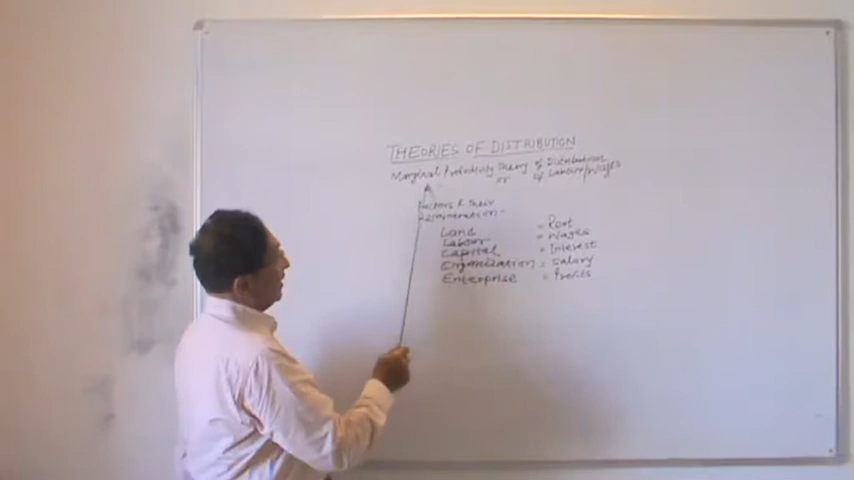 THEORIES OF DISTRIBUTION
Marginal Productivity Theory of Distribution
or of Labour/Wages
Factors & Their
Remuneration -
Land = Rent
Labour = Wages
Capital = Interest
Organization = Salary
Enterprise = Profits